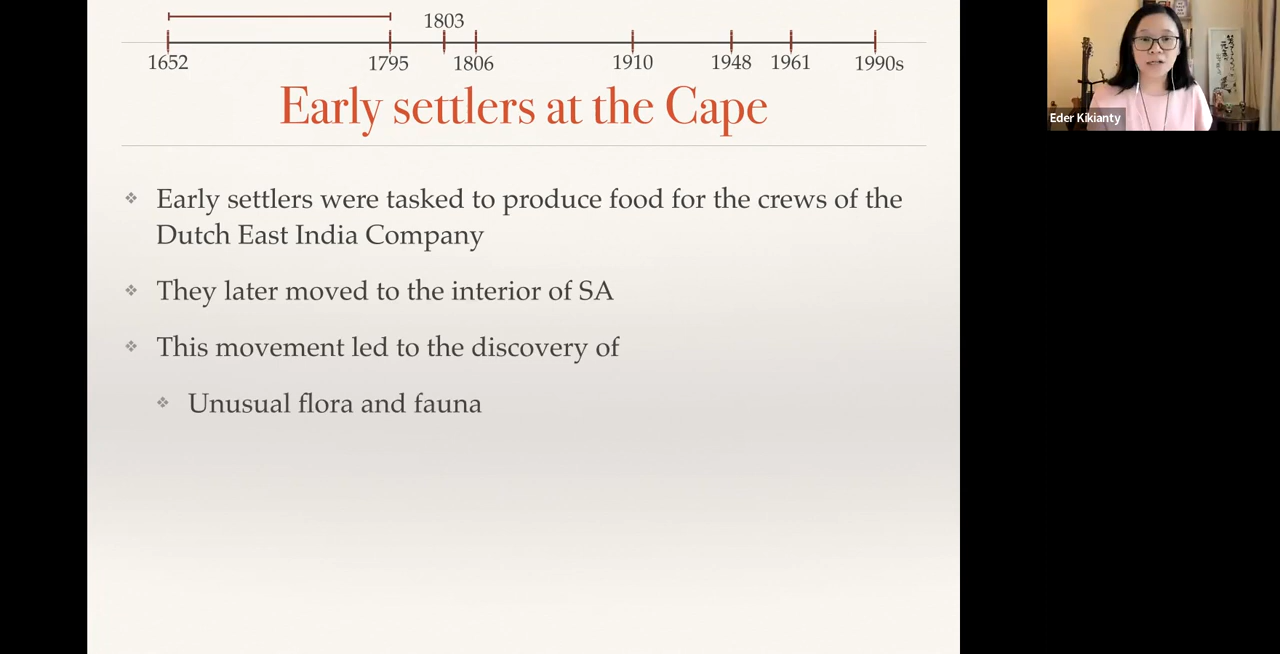 1803
1652 1795 1806 1910 1948 1961 1990s
Early settlers at the Cape
Early settlers were tasked to produce food for the crews of the
Dutch East India Company
They later moved to the interior of SA
This movement led to the discovery of
Unusual flora and fauna
Eder Kikianty